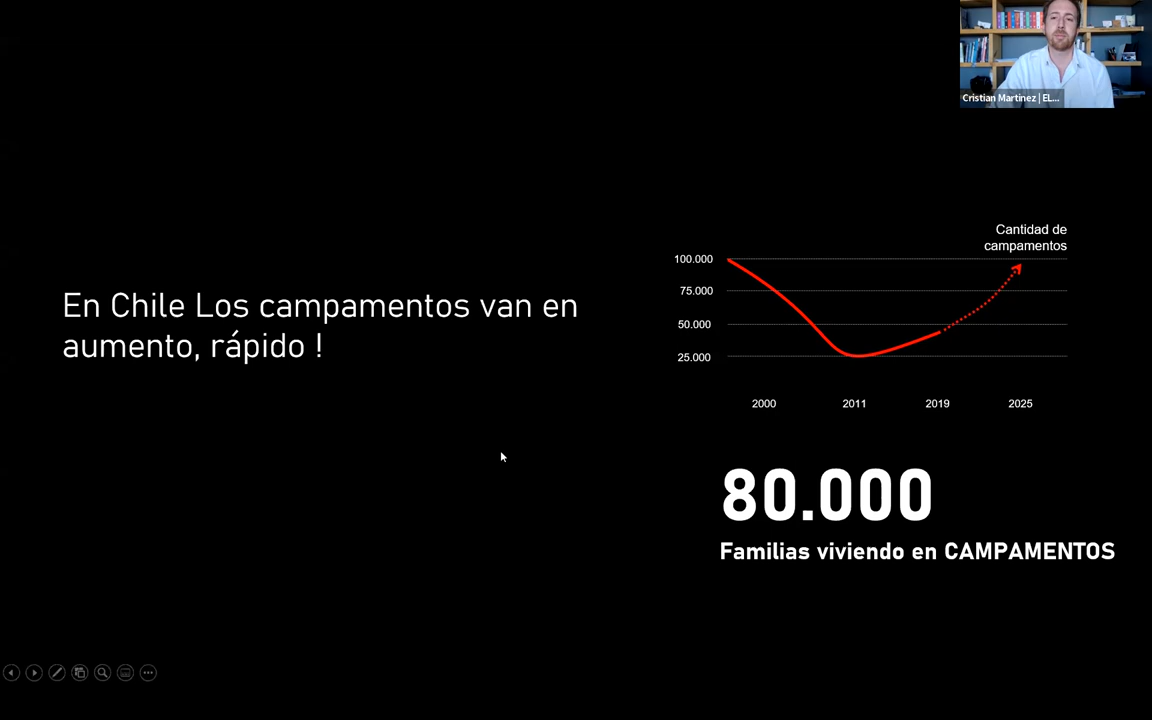 Cristian Martinez | EL...
En Chile Los campamentos van en
aumento, rápido !
Cantidad de
campamentos
100.000
75.000
50.000
25.000
2000 2011 2019 2025
80.000
Familias viviendo en CAMPAMENTOS